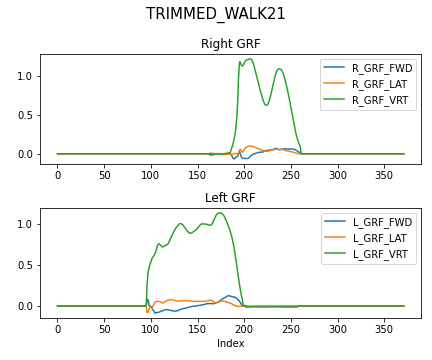 TRIMMED_WALK21
Right GRF
R_GRF_FWD
R_GRF_LAT
R_GRF_VRT
1.0
0.5
0.0
0 50 100 150 200 250 300 350
Left GRF
L_GRF_FWD
L_GRF_LAT
L_GRF_VRT
1.0
0.5
0.0
0 50 100 150 200 250 300 350
Index